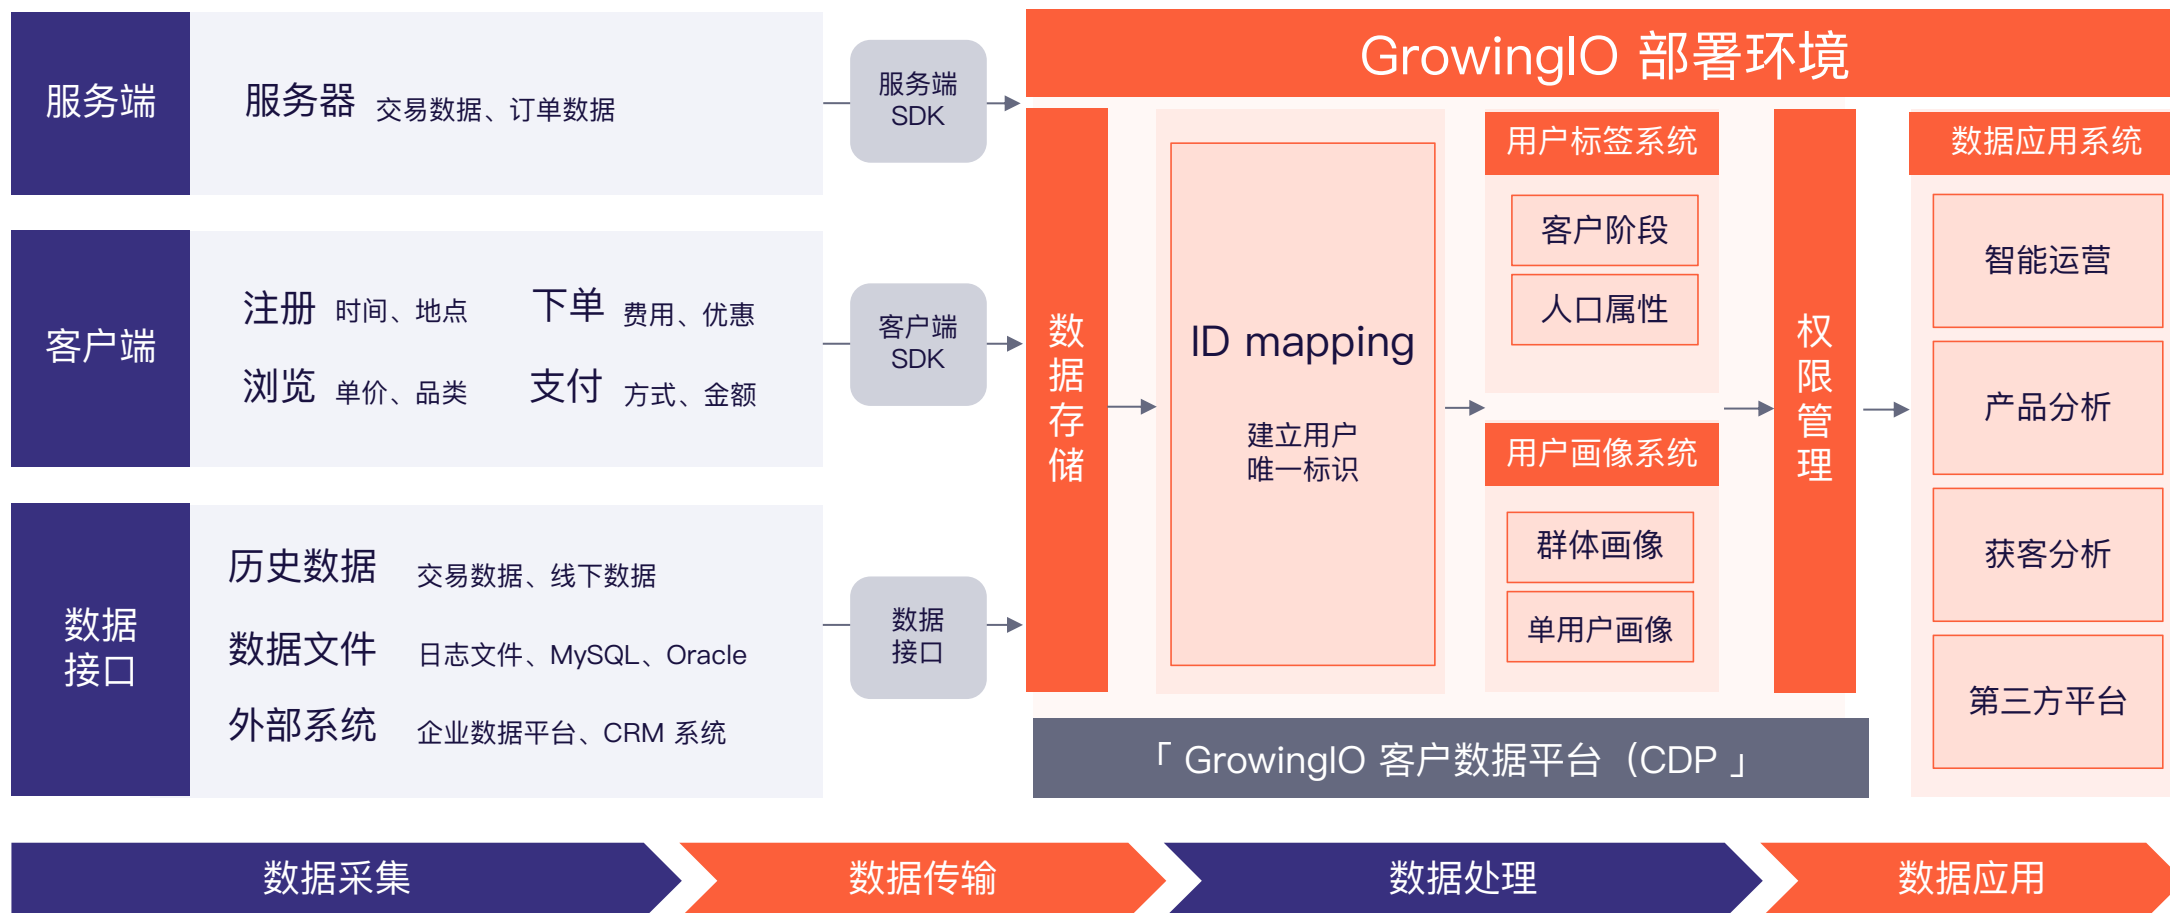 服务端
服务器 交易数据、订单数据
服务端
SDK
客户端
注册 时间、地点
下单 费用、优惠
浏览 单价、品类
支付 方式、金额
客户端
SDK
数据
接口
历史数据 交易数据、线下数据
数据文件 日志文件、MySQL、Oracle
外部系统 企业数据平台、CRM 系统
数据
接口
GrowingIO 部署环境
数据存储
ID mapping
建立用户
唯一标识
用户标签系统
客户阶段
人口属性
用户画像系统
群体画像
单用户画像
权限管理
数据应用系统
智能运营
产品分析
获客分析
第三方平台
「 GrowingIO 客户数据平台（CDP 」
数据采集
数据传输
数据处理
数据应用